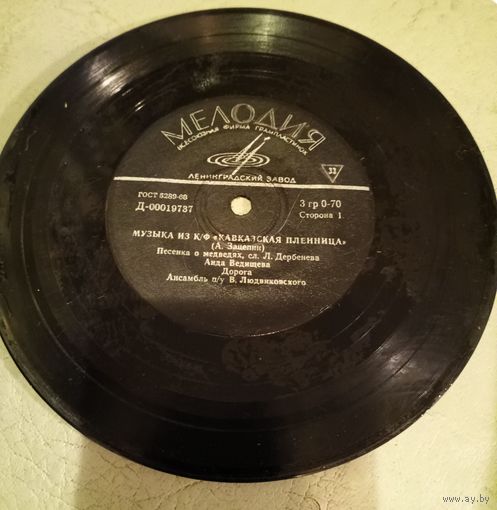 МЕЛОДИЯ
ВСЕСОЮЗНАЯ ФИРМА ГРАМПЛАСТИНОК
33
ЛЕНИНГРАДСКИЙ ЗАВОД
ГОСТ 5289-68
3 гр 0-70
Д-00019737
Сторона 1
МУЗЫКА ИЗ К/Ф «КАВКАЗСКАЯ ПЛЕННИЦА»
(А. Зацепин)
Песенка о медведях, сл. Л. Дербенева
Аида Ведищева
Дорога
Ансамбль п/у В. Людвиковского
www.ay.by